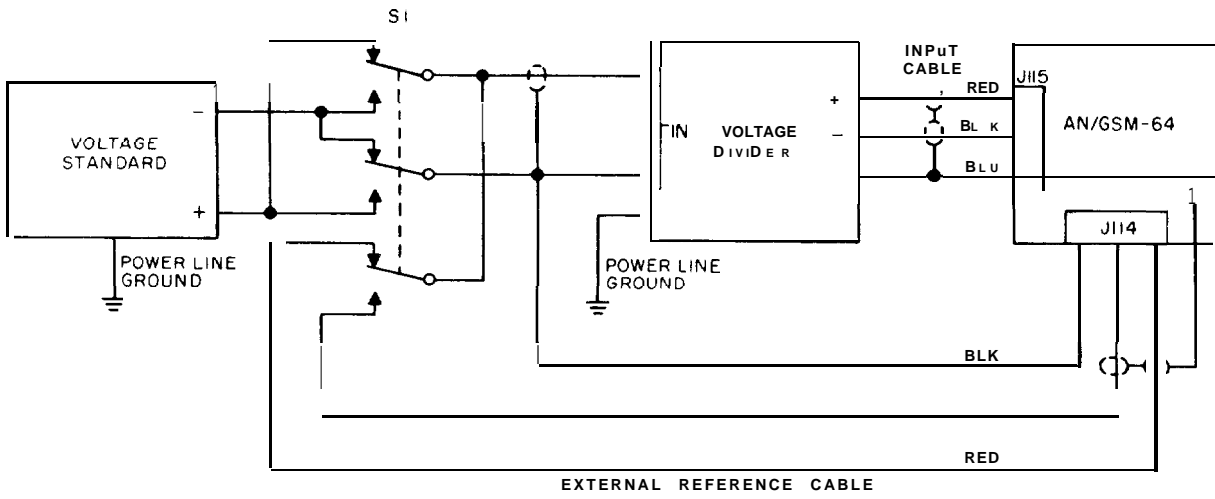 S1
VOLTAGE
STANDARD
−
+
POWER LINE
GROUND
IN
VOLTAGE
DIVIDER
+
−
POWER LINE
GROUND
INPuT
CABLE
RED
BL K
BLU
J115
AN/GSM-64
1
J114
BLK
RED
EXTERNAL REFERENCE CABLE